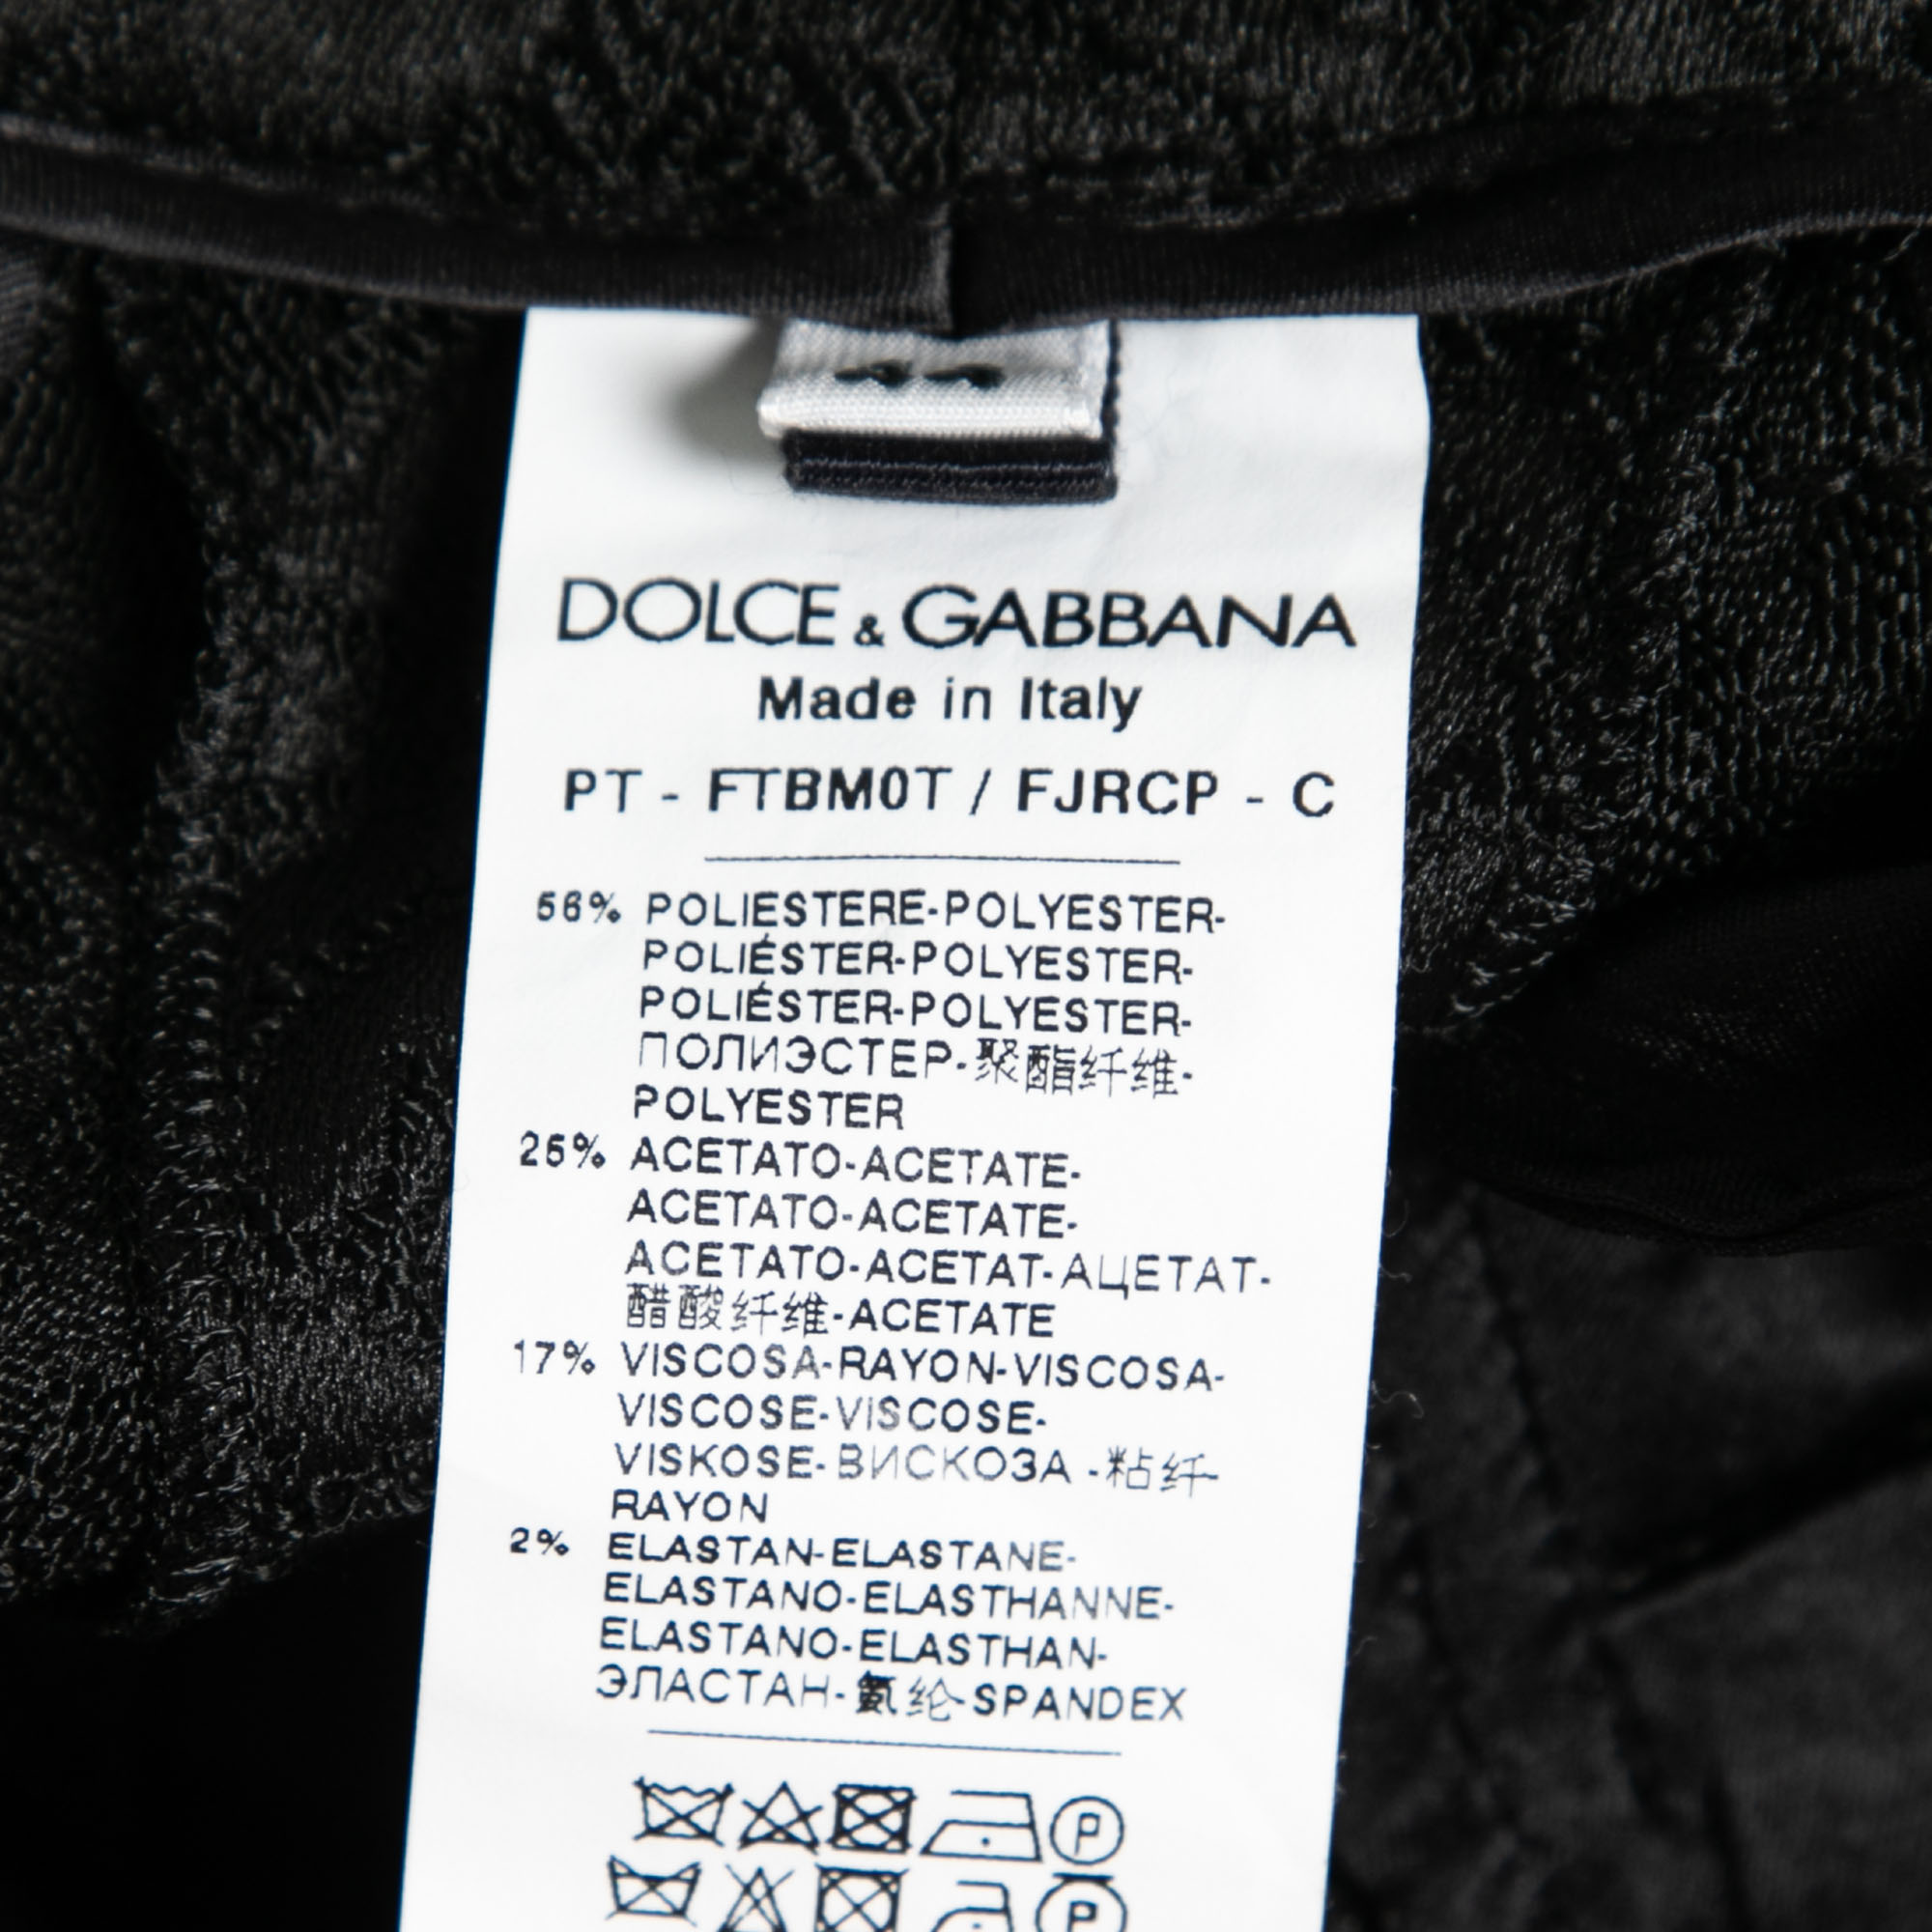 44
DOLCE & GABBANA
Made in Italy
PT - FTBM0T / FJRCP - C
56% POLIESTERE-POLYESTER-
POLIÉSTER-POLYESTER-
POLIÉSTER-POLYESTER-
ПОЛИЭСТЕР-聚酯纤维-
POLYESTER
25% ACETATO-ACETATE-
ACETATO-ACETATE-
ACETATO-ACETAT-АЦЕТАТ-
醋酸纤维-ACETATE
17% VISCOSA-RAYON-VISCOSA-
VISCOSE-VISCOSE-
VISKOSE-ВИСКОЗА -粘纤-
RAYON
2% ELASTAN-ELASTANE-
ELASTANO-ELASTHANNE-
ELASTANO-ELASTHAN-
ЭЛАСТАН-氨纶-SPANDEX
P
P